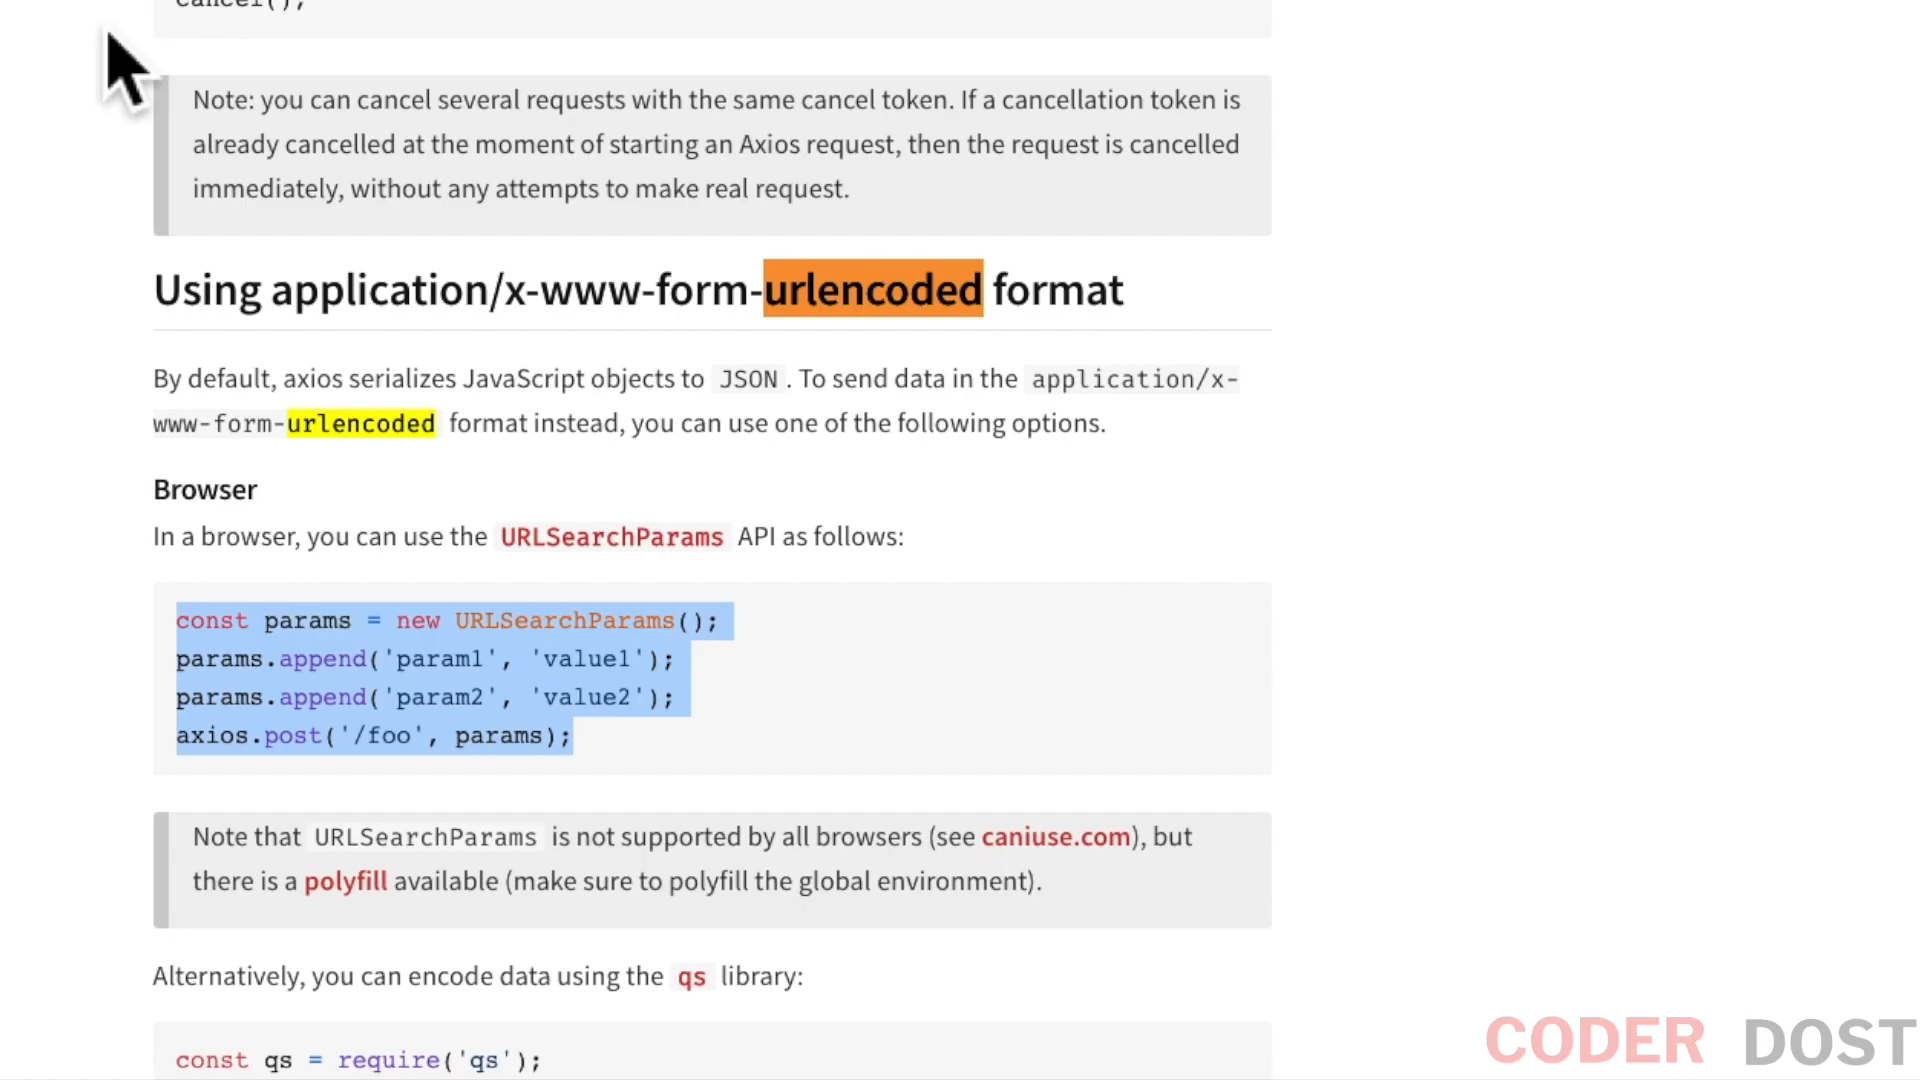 cancel();
Note: you can cancel several requests with the same cancel token. If a cancellation token is
already cancelled at the moment of starting an Axios request, then the request is cancelled
immediately, without any attempts to make real request.
Using application/x-www-form-urlencoded format
By default, axios serializes JavaScript objects to JSON. To send data in the application/x-
www-form-urlencoded format instead, you can use one of the following options.
Browser
In a browser, you can use the URLSearchParams API as follows:
const params = new URLSearchParams();
params.append('param1', 'value1');
params.append('param2', 'value2');
axios.post('/foo', params);
Note that URLSearchParams is not supported by all browsers (see caniuse.com), but
there is a polyfill available (make sure to polyfill the global environment).
Alternatively, you can encode data using the qs library:
const qs = require('qs');
CODER DOST